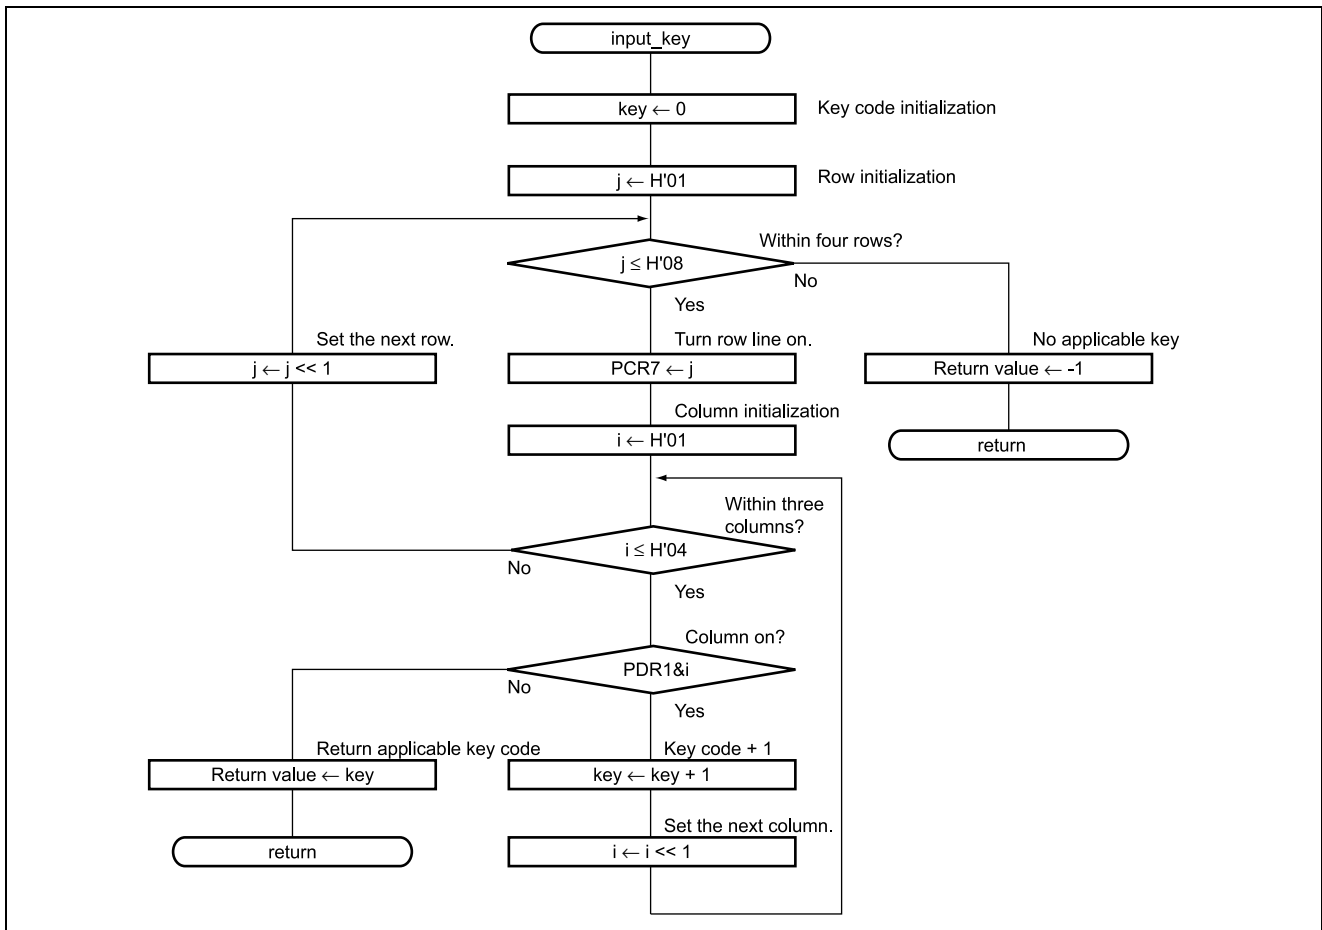 input_key
key ← 0
Key code initialization
j ← H'01
Row initialization
Within four rows?
j ≤ H'08
No
Yes
Set the next row.
Turn row line on.
No applicable key
j ← j << 1
PCR7 ← j
Return value ← -1
Column initialization
i ← H'01
return
Within three
columns?
i ≤ H'04
No
Yes
Column on?
PDR1&i
No
Yes
Return applicable key code
Key code + 1
Return value ← key
key ← key + 1
Set the next column.
return
i ← i << 1